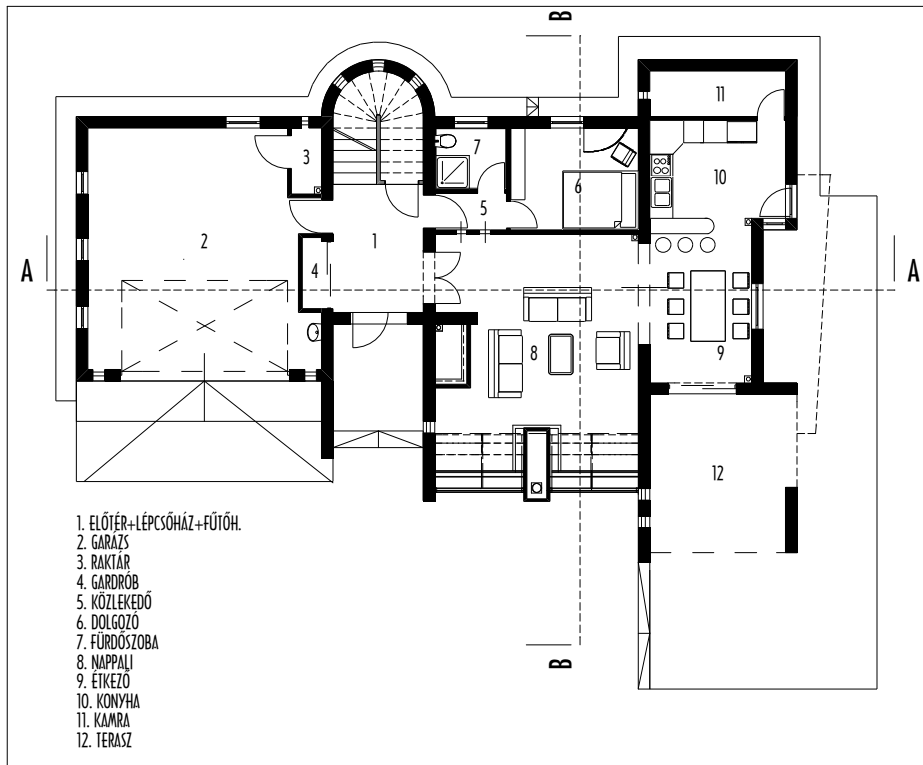 B
11
7
3
10
6
5
2
1
A
4
A
8
9
12
1. ELŐTÉR+LÉPCSŐHÁZ+FŰTŐH.
2. GARÁZS
3. RAKTÁR
4. GARDRÓB
5. KÖZLEKEDŐ
6. DOLGOZÓ
7. FÜRDŐSZOBA
8. NAPPALI
9. ÉTKEZŐ
10. KONYHA
11. KAMRA
12. TERASZ
B